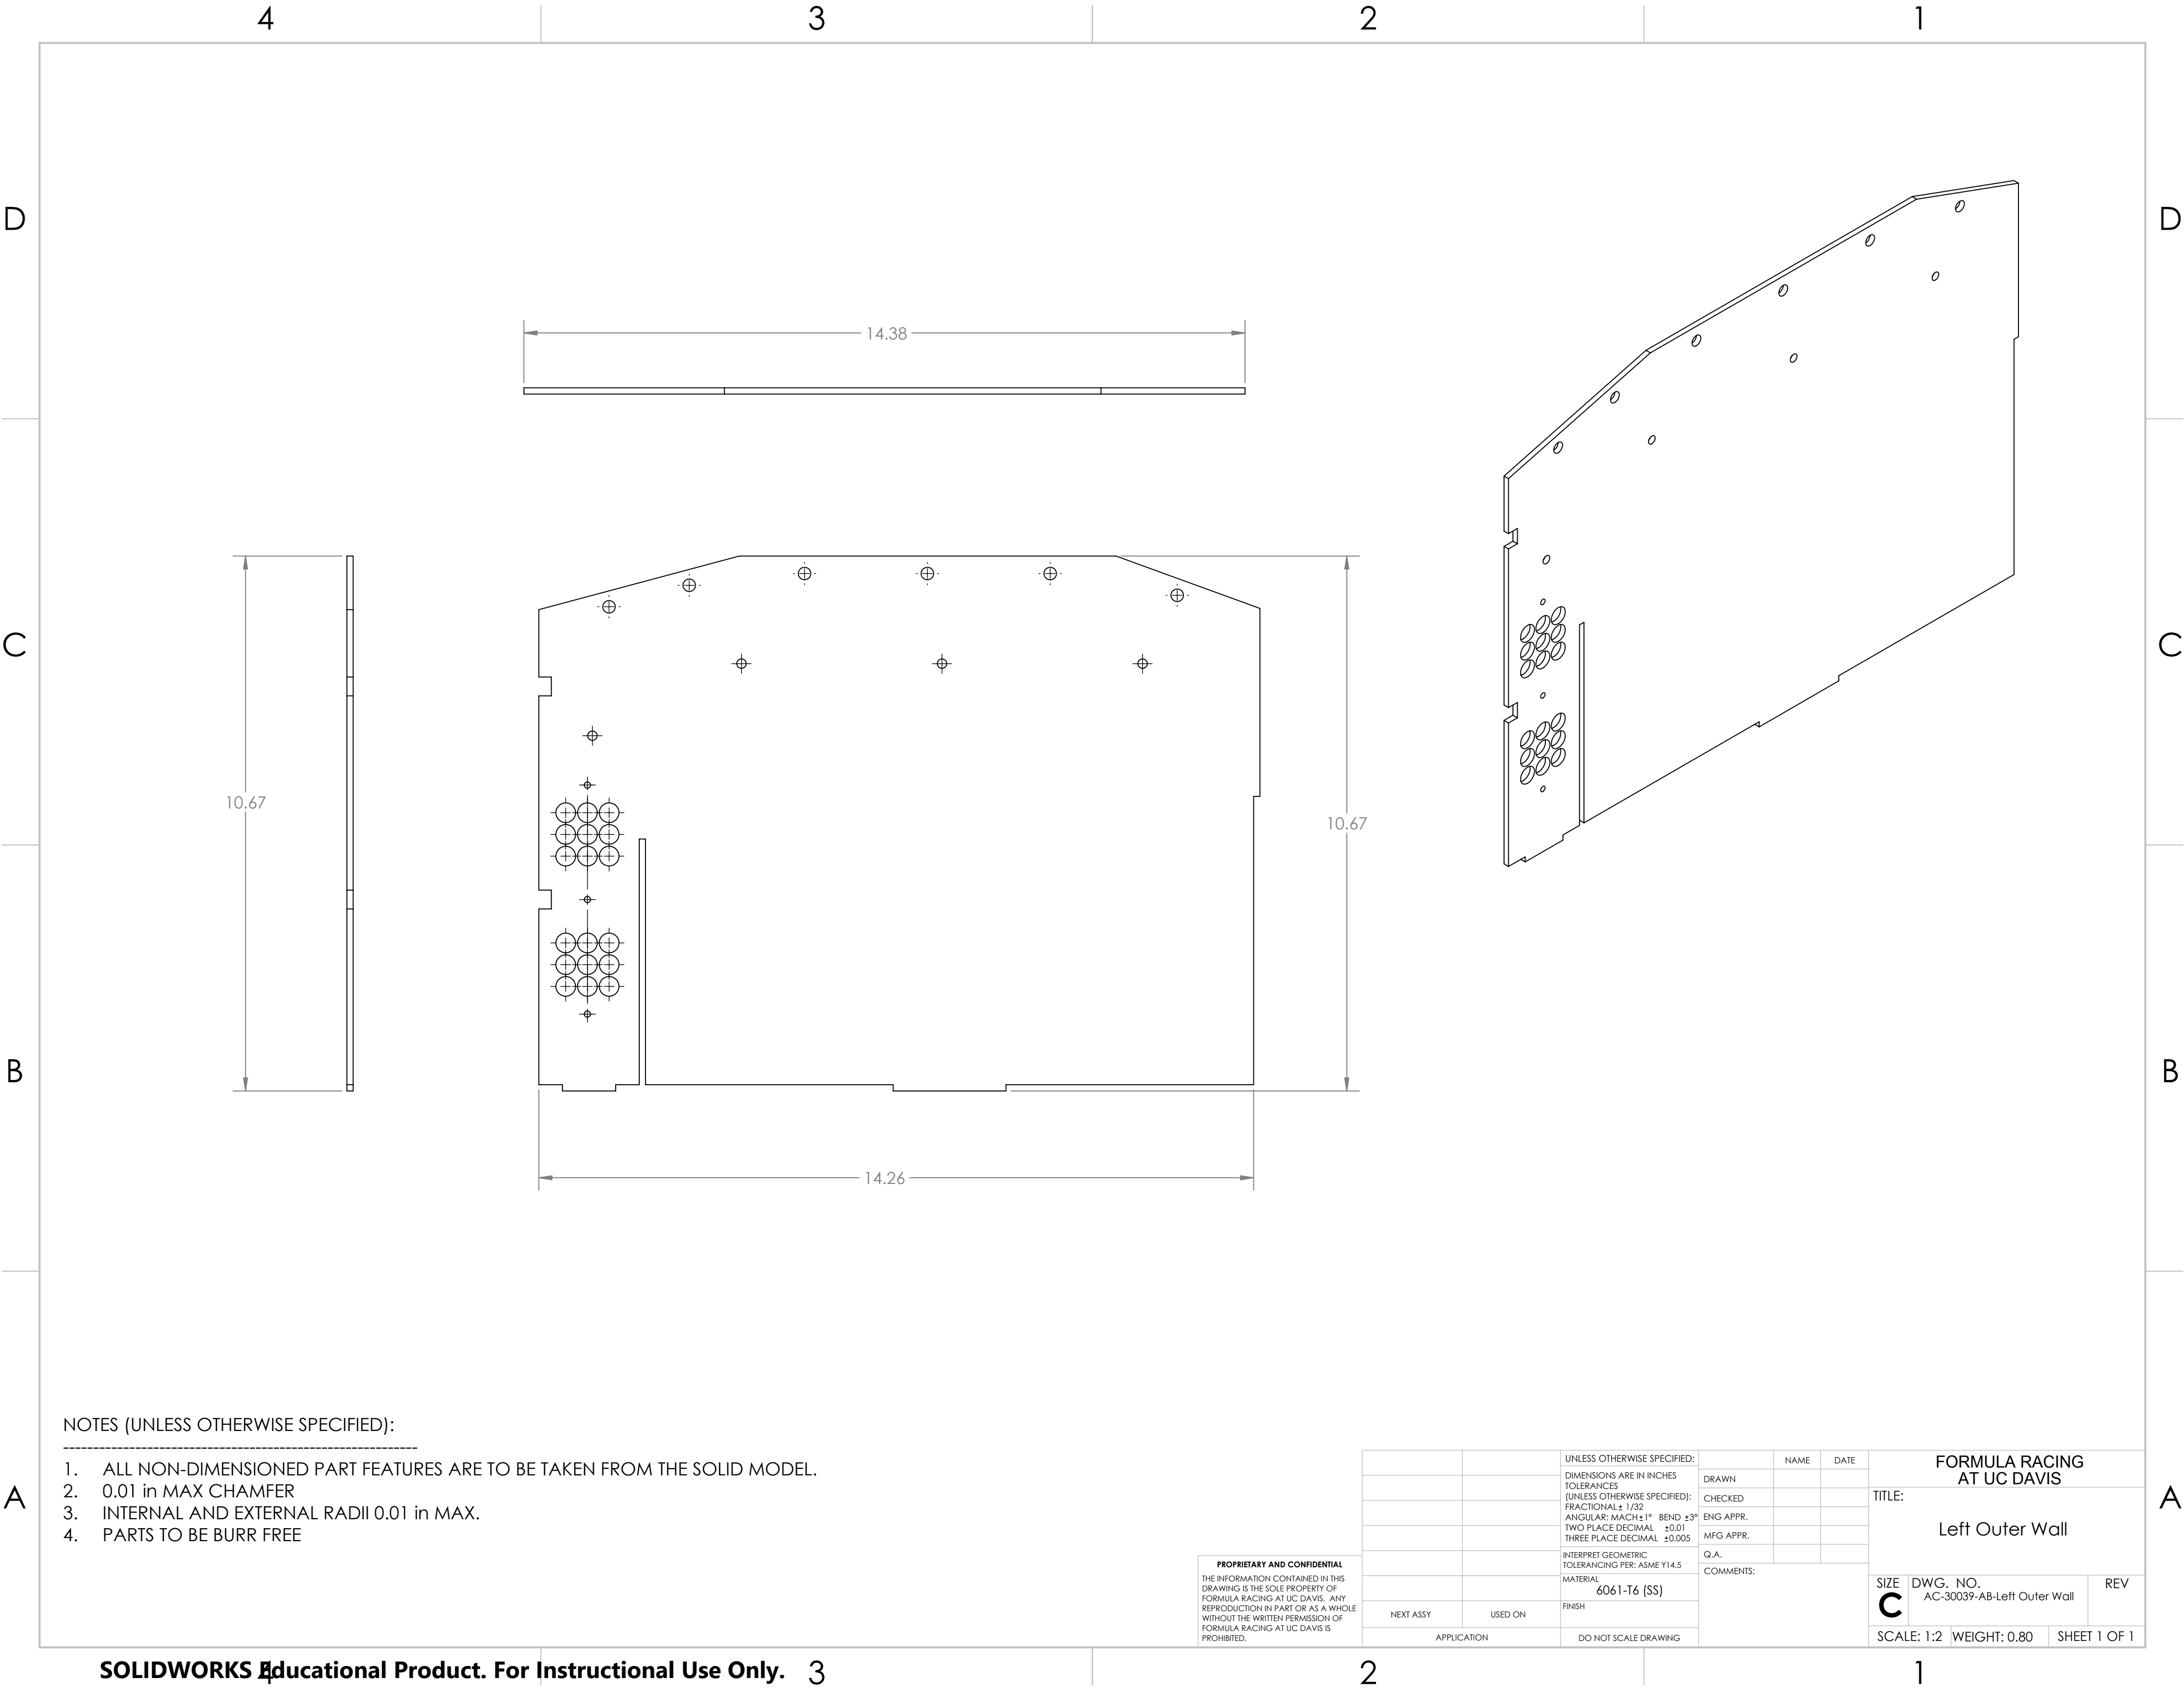 4 3 2 1
D D
14.38
C C
10.67
10.67
B B
14.26
NOTES (UNLESS OTHERWISE SPECIFIED):
-----------------------------------------------------------
1. ALL NON-DIMENSIONED PART FEATURES ARE TO BE TAKEN FROM THE SOLID MODEL.
2. 0.01 in MAX CHAMFER
3. INTERNAL AND EXTERNAL RADII 0.01 in MAX.
4. PARTS TO BE BURR FREE
A A
PROPRIETARY AND CONFIDENTIAL
THE INFORMATION CONTAINED IN THIS
DRAWING IS THE SOLE PROPERTY OF
FORMULA RACING AT UC DAVIS. ANY
REPRODUCTION IN PART OR AS A WHOLE
WITHOUT THE WRITTEN PERMISSION OF
FORMULA RACING AT UC DAVIS IS
PROHIBITED.
NEXT ASSY USED ON
APPLICATION
UNLESS OTHERWISE SPECIFIED:
DIMENSIONS ARE IN INCHES
TOLERANCES
(UNLESS OTHERWISE SPECIFIED):
FRACTIONAL± 1/32
ANGULAR: MACH±1° BEND ±3°
TWO PLACE DECIMAL ±0.01
THREE PLACE DECIMAL ±0.005
INTERPRET GEOMETRIC
TOLERANCING PER: ASME Y14.5
MATERIAL
6061-T6 (SS)
FINISH
DO NOT SCALE DRAWING
NAME DATE
DRAWN
CHECKED
ENG APPR.
MFG APPR.
Q.A.
COMMENTS:
FORMULA RACING
AT UC DAVIS
TITLE:
Left Outer Wall
SIZE DWG. NO. REV
C AC-30039-AB-Left Outer Wall
SCALE: 1:2 WEIGHT: 0.80 SHEET 1 OF 1
SOLIDWORKS Educational Product. For Instructional Use Only.
4 3 2 1